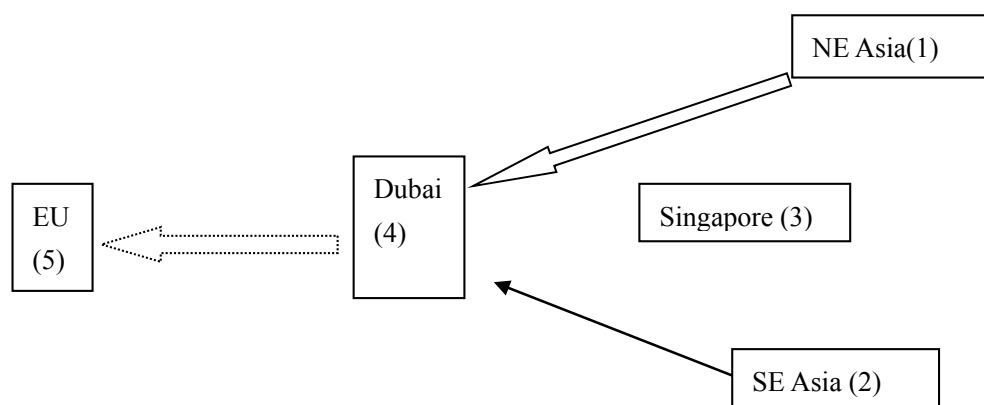 NE Asia(1)
Dubai
(4)
EU
(5)
Singapore (3)
SE Asia (2)